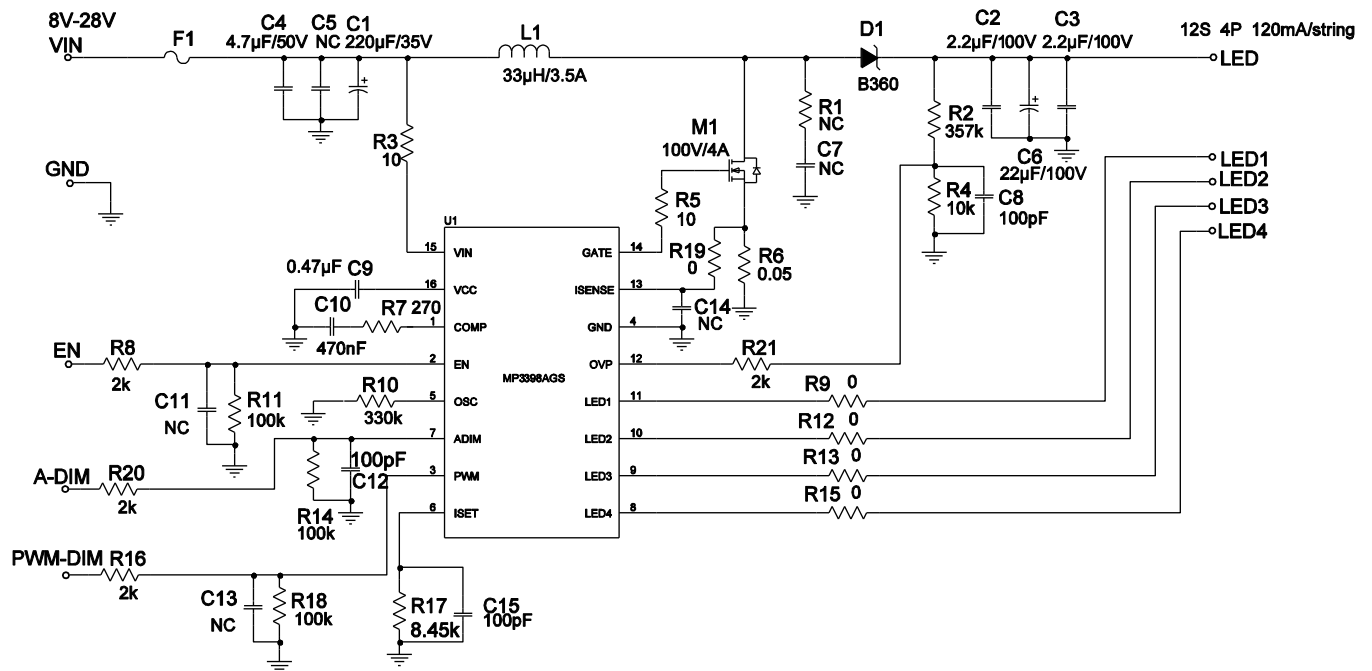 8V-28V
VIN
F1
C4
4.7µF/50V
C5
NC
C1
220µF/35V
L1
33µH/3.5A
D1
B360
C2
2.2µF/100V
C3
2.2µF/100V
12S 4P 120mA/string
LED
R3
10
M1
100V/4A
R1
NC
C7
NC
R2
357k
C6
22µF/100V
GND
R4
10k
C8
100pF
LED1
LED2
LED3
LED4
R5
10
U1
15 VIN
GATE 14
R19
0
R6
0.05
0.47µF C9
16 VCC
ISENSE 13
C14
NC
C10
470nF
R7 270
1 COMP
GND 4
EN
R8
2k
2 EN
OVP 12
R21
2k
MP3398AGS
C11
NC
R11
100k
R10
330k
5 OSC
LED1 11
R9 0
7 ADIM
LED2 10
R12 0
A-DIM
R20
2k
100pF
C12
R14
100k
3 PWM
LED3 9
R13 0
6 ISET
LED4 8
R15 0
PWM-DIM
R16
2k
C13
NC
R18
100k
R17
8.45k
C15
100pF